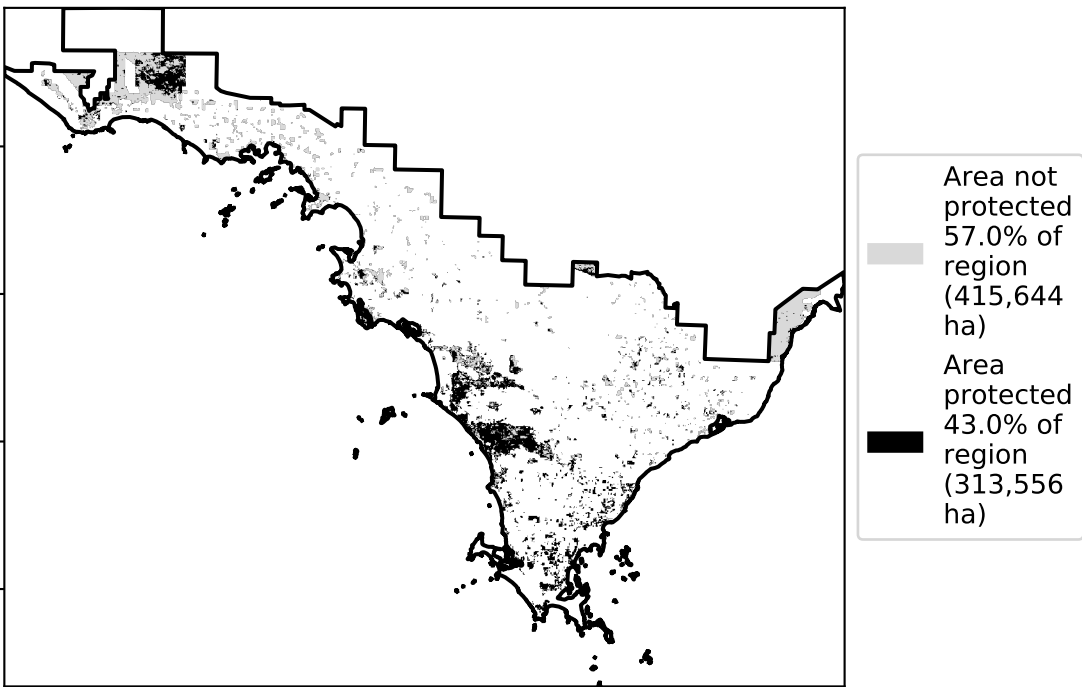 Area not
protected
57.0% of
region
(415,644
ha)
Area
protected
43.0% of
region
(313,556
ha)